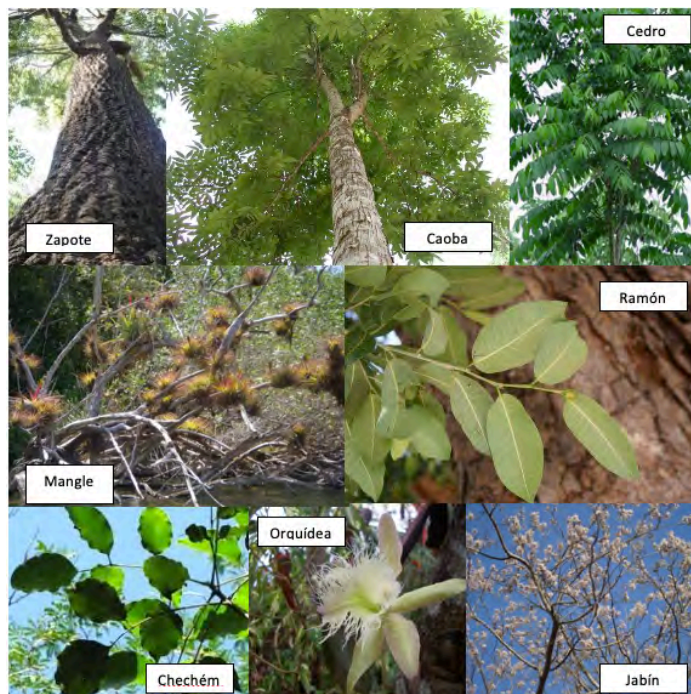 Cedro
Zapote
Caoba
Ramón
Mangle
Orquídea
Chechém
Jabín